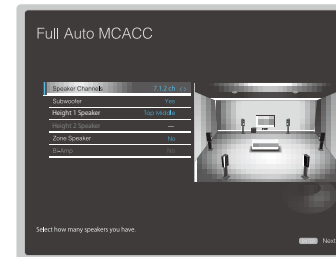 Full Auto MCACC
Speaker Channels 7.1.2 ch
Subwoofer Yes
Height 1 Speaker Top Middle
Height 2 Speaker ---
Zone Speaker No
Bi-Amp No
Select how many speakers you have.
ENTER Next